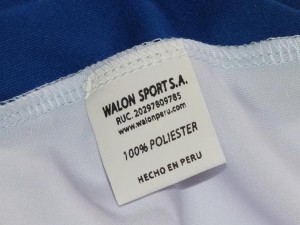 WALON SPORT S.A.
RUC. 20297809785
www.walonperu.com
100% POLIESTER
HECHO EN PERU